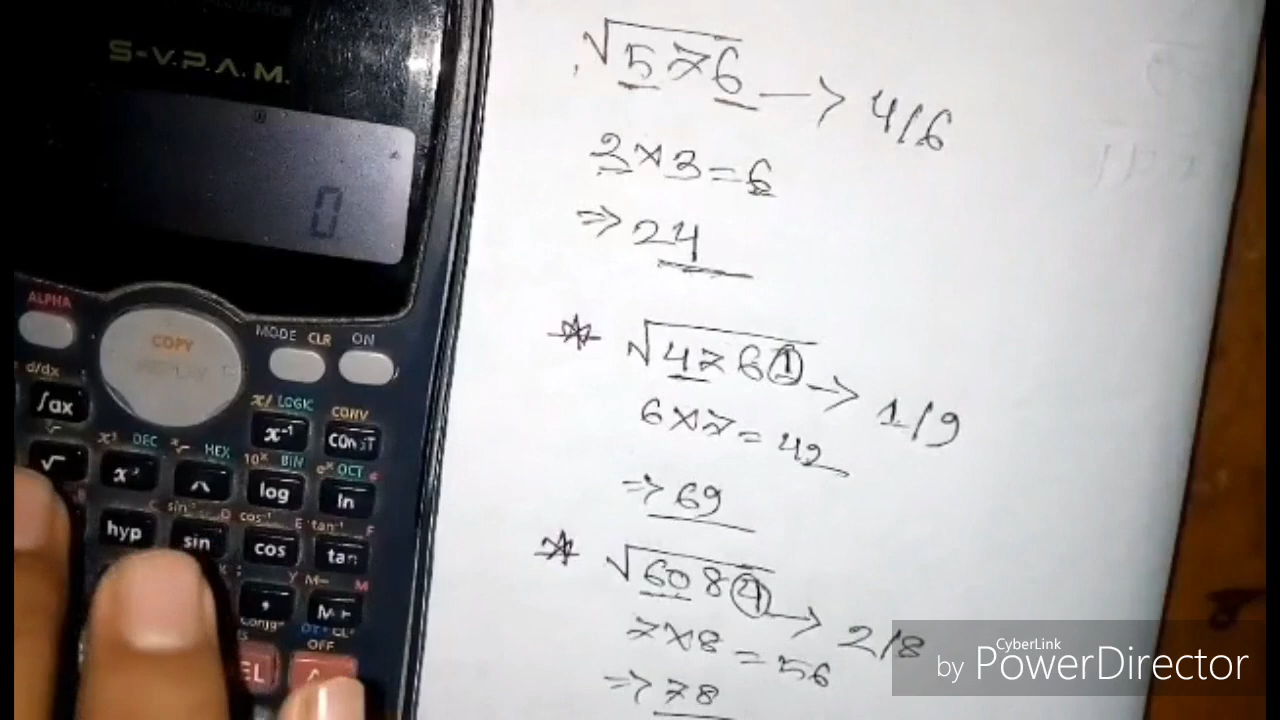 S-V.P.A.M.
0
ALPHA
COPY
MODE CLR ON
d/dx
∫dx
x! LOGIC
CONV
x⁻¹
CONST
x³ DEC
HEX
10ˣ BIN
eˣ OCT
√
x²
^
log
ln
sin⁻¹ D
cos⁻¹ E
tan⁻¹ F
hyp
sin
cos
tan
Y M- M
,
M+
OFF
√576 → 4/6
2×3=6
⇒ 24
* √4761 → 1/9
6×7=42
⇒ 69
* √6084 → 2/8
7×8 = 56
⇒ 78
CyberLink
by PowerDirector